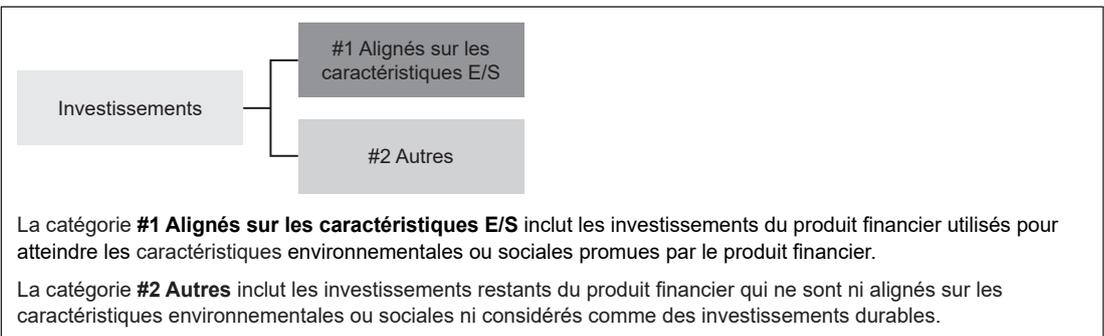 #1 Alignés sur les
caractéristiques E/S
Investissements
#2 Autres
La catégorie #1 Alignés sur les caractéristiques E/S inclut les investissements du produit financier utilisés pour
atteindre les caractéristiques environnementales ou sociales promues par le produit financier.
La catégorie #2 Autres inclut les investissements restants du produit financier qui ne sont ni alignés sur les
caractéristiques environnementales ou sociales ni considérés comme des investissements durables.